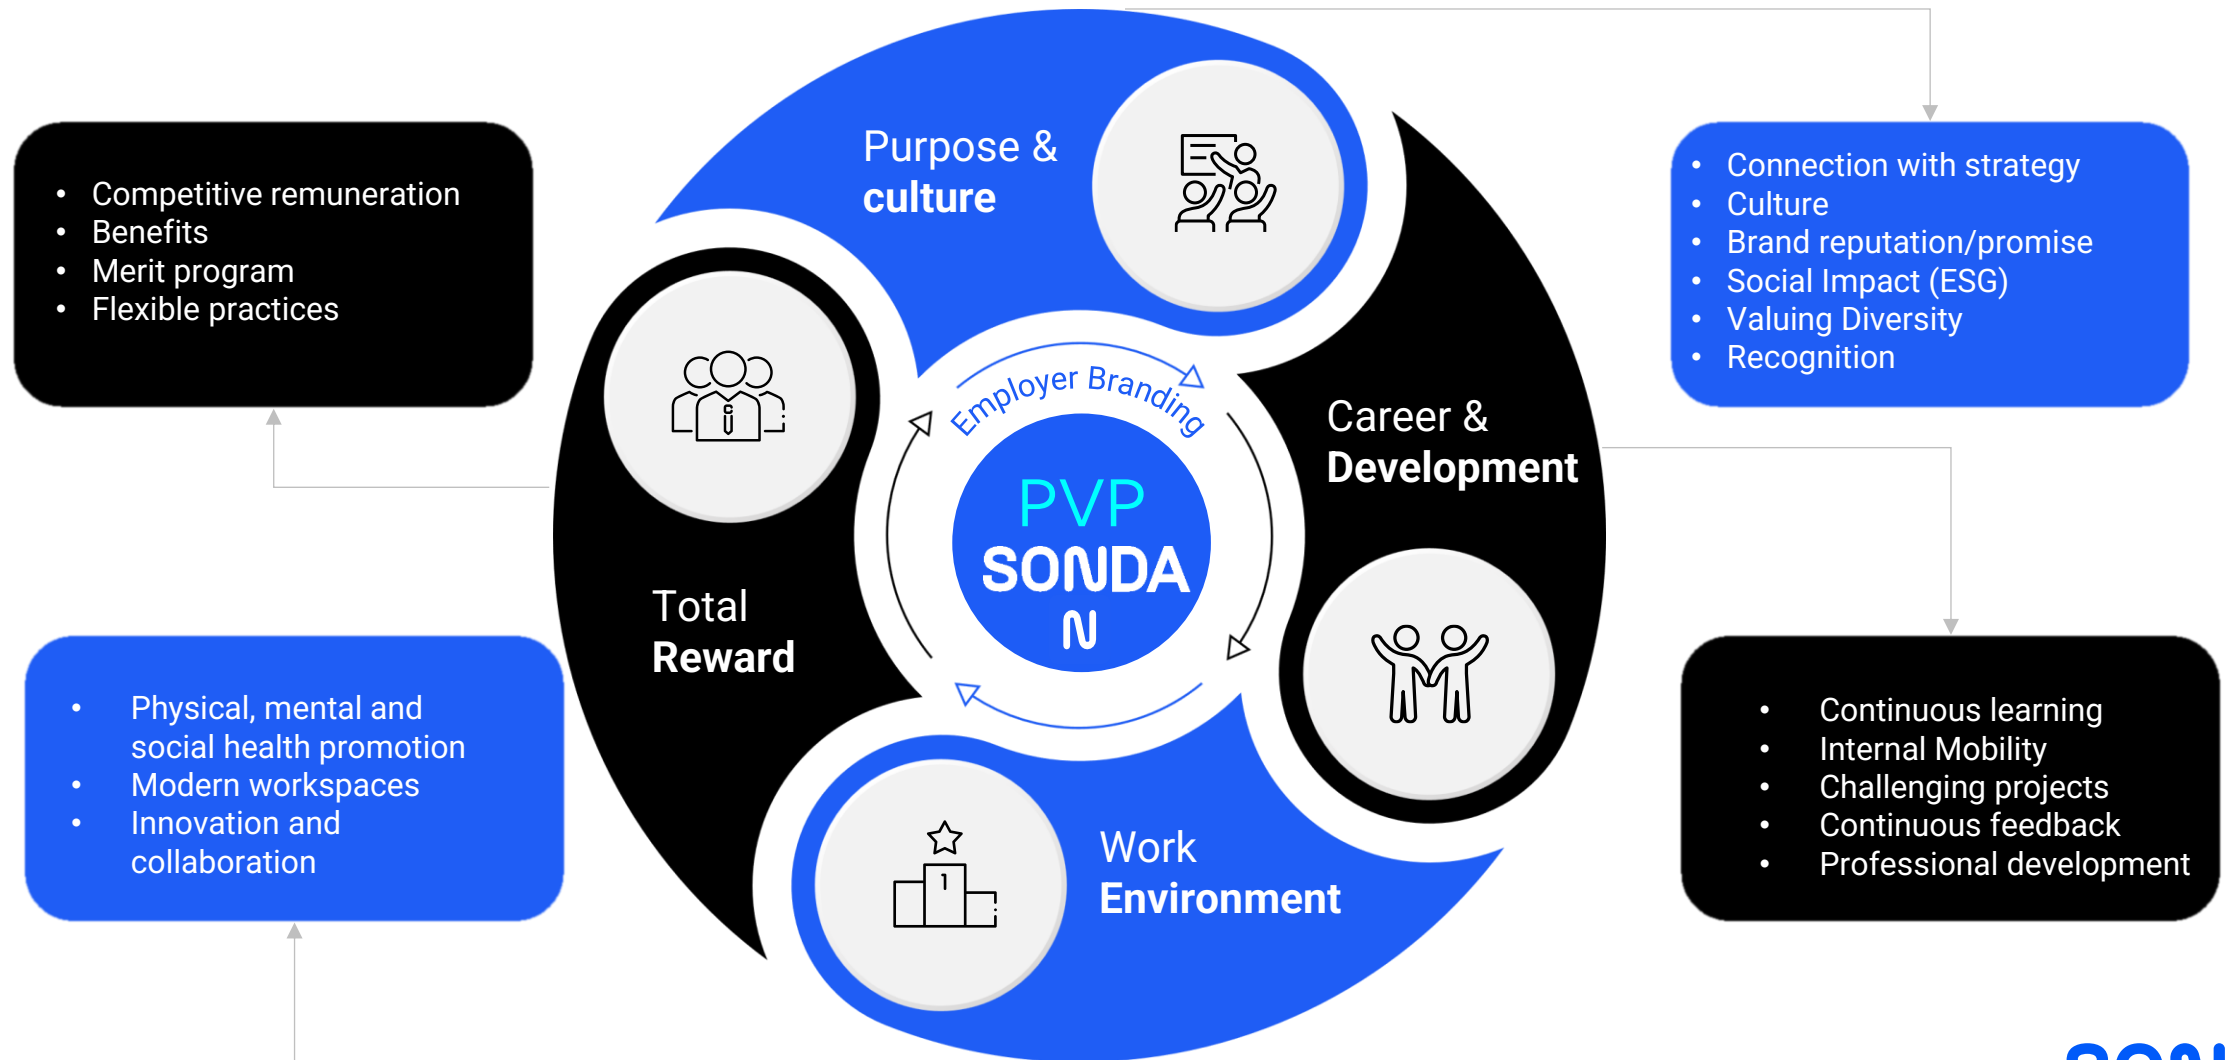 Purpose &
culture
• Competitive remuneration
• Benefits
• Merit program
• Flexible practices
• Connection with strategy
• Culture
• Brand reputation/promise
• Social Impact (ESG)
• Valuing Diversity
• Recognition
Employer Branding
Career &
Development
PVP
SONDA
N
Total
Reward
• Physical, mental and
social health promotion
• Modern workspaces
• Innovation and
collaboration
• Continuous learning
• Internal Mobility
• Challenging projects
• Continuous feedback
• Professional development
1
Work
Environment